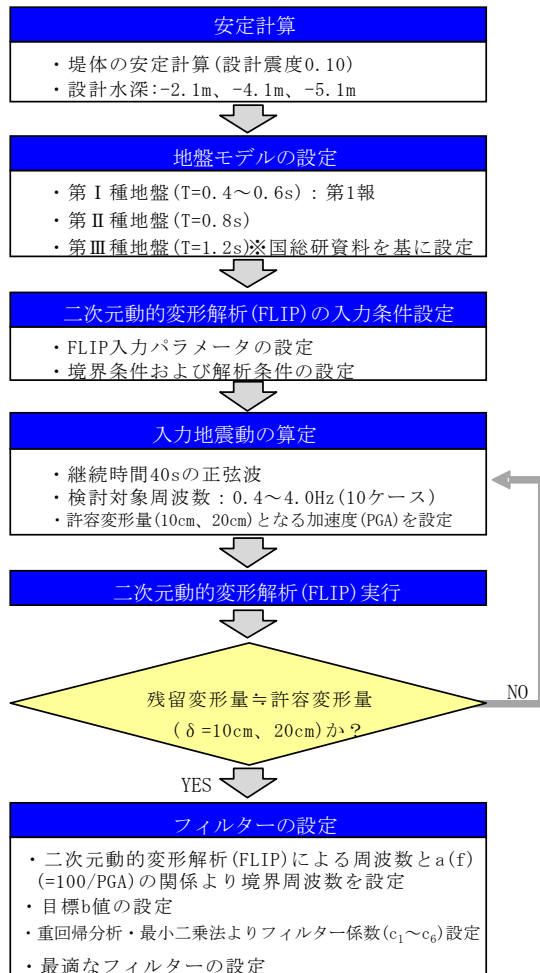 安定計算
・堤体の安定計算(設計震度0.10)
・設計水深:-2.1m、-4.1m、-5.1m
地盤モデルの設定
・第Ⅰ種地盤(T=0.4～0.6s)：第1報
・第Ⅱ種地盤(T=0.8s)
・第Ⅲ種地盤(T=1.2s)※国総研資料を基に設定
二次元動的変形解析(FLIP)の入力条件設定
・FLIP入力パラメータの設定
・境界条件および解析条件の設定
入力地震動の算定
・継続時間40sの正弦波
・検討対象周波数：0.4～4.0Hz(10ケース)
・許容変形量(10cm、20cm)となる加速度(PGA)を設定
二次元動的変形解析(FLIP)実行
残留変形量≒許容変形量
(δ=10cm、20cm)か？
NO
YES
フィルターの設定
・二次元動的変形解析(FLIP)による周波数とa(f)
(=100/PGA)の関係より境界周波数を設定
・目標b値の設定
・重回帰分析・最小二乗法よりフィルター係数(c₁～c₆)設定
・最適なフィルターの設定